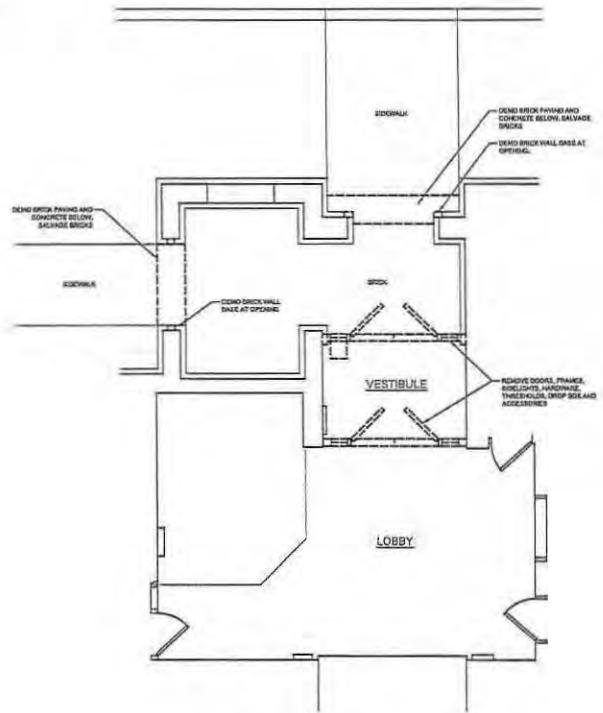 SIDEWALK
DEMO BRICK PAVING AND
CONCRETE BELOW. SALVAGE
BRICKS
DEMO BRICK WALL BASE AT
OPENING.
DEMO BRICK PAVING AND
CONCRETE BELOW.
SALVAGE BRICKS
SIDEWALK
BRICK
DEMO BRICK WALL
BASE AT OPENING
VESTIBULE
REMOVE DOORS, FRAMES,
SIDELIGHTS, HARDWARE,
THRESHOLDS, DROP BOX AND
ACCESSORIES
LOBBY